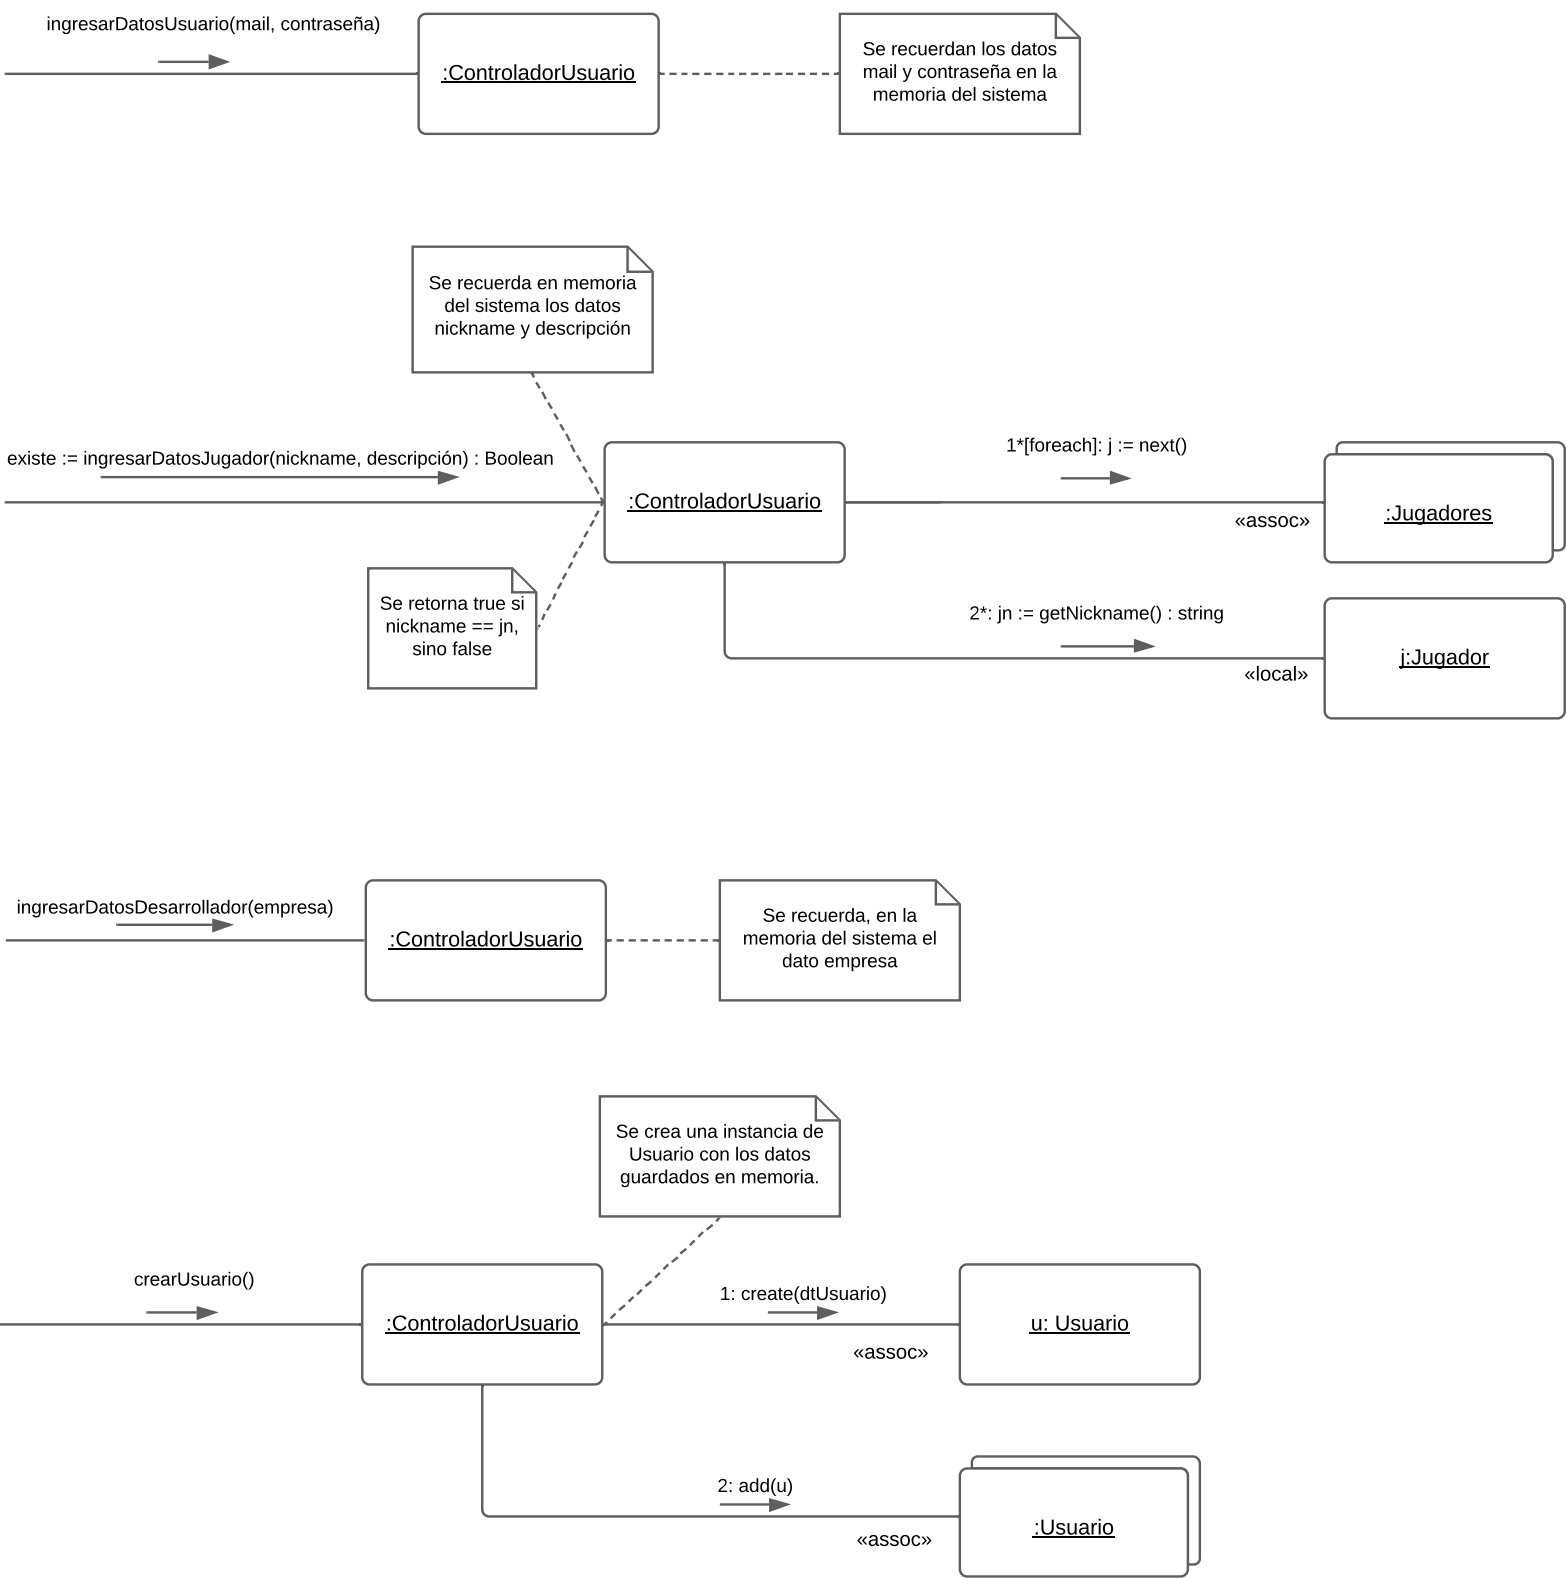 ingresarDatosUsuario(mail, contraseña)
:ControladorUsuario
Se recuerdan los datos
mail y contraseña en la
memoria del sistema
Se recuerda en memoria
del sistema los datos
nickname y descripción
existe := ingresarDatosJugador(nickname, descripción) : Boolean
:ControladorUsuario
1*[foreach]: j := next()
«assoc»
:Jugadores
Se retorna true si
nickname == jn,
sino false
2*: jn := getNickname() : string
«local»
j:Jugador
ingresarDatosDesarrollador(empresa)
:ControladorUsuario
Se recuerda, en la
memoria del sistema el
dato empresa
Se crea una instancia de
Usuario con los datos
guardados en memoria.
crearUsuario()
:ControladorUsuario
1: create(dtUsuario)
«assoc»
u: Usuario
2: add(u)
«assoc»
:Usuario